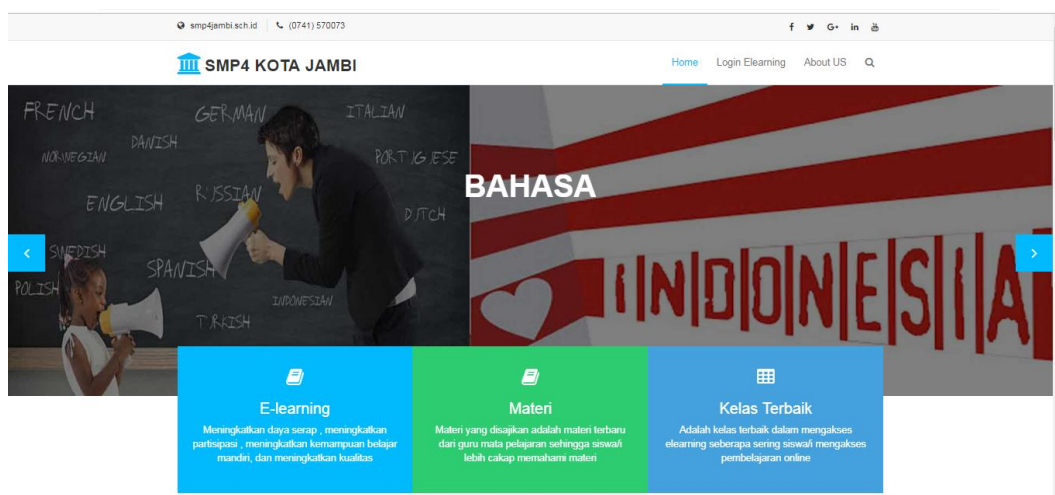 smp4jambi.sch.id (0741) 570073
SMP4 KOTA JAMBI
Home Login Elearning About US
FRENCH GERMAN ITALIAN
DANISH
NORWEGIAN PORTUGESE
RUSSIAN
ENGLISH DUTCH
SWEDISH
SPANISH
POLISH
INDONESIAN
TURKISH
BAHASA
INDONESIA
E-learning
Meningkatkan daya serap , meningkatkan
partisipasi , meningkatkan kemampuan belajar
mandiri, dan meningkatkan kualitas
Materi
Materi yang disajikan adalah materi terbaru
dari guru mata pelajaran sehingga siswa/i
lebih cakap memahami materi
Kelas Terbaik
Adalah kelas terbaik dalam mengakses
elearning seberapa sering siswa/i mengakses
pembelajaran online